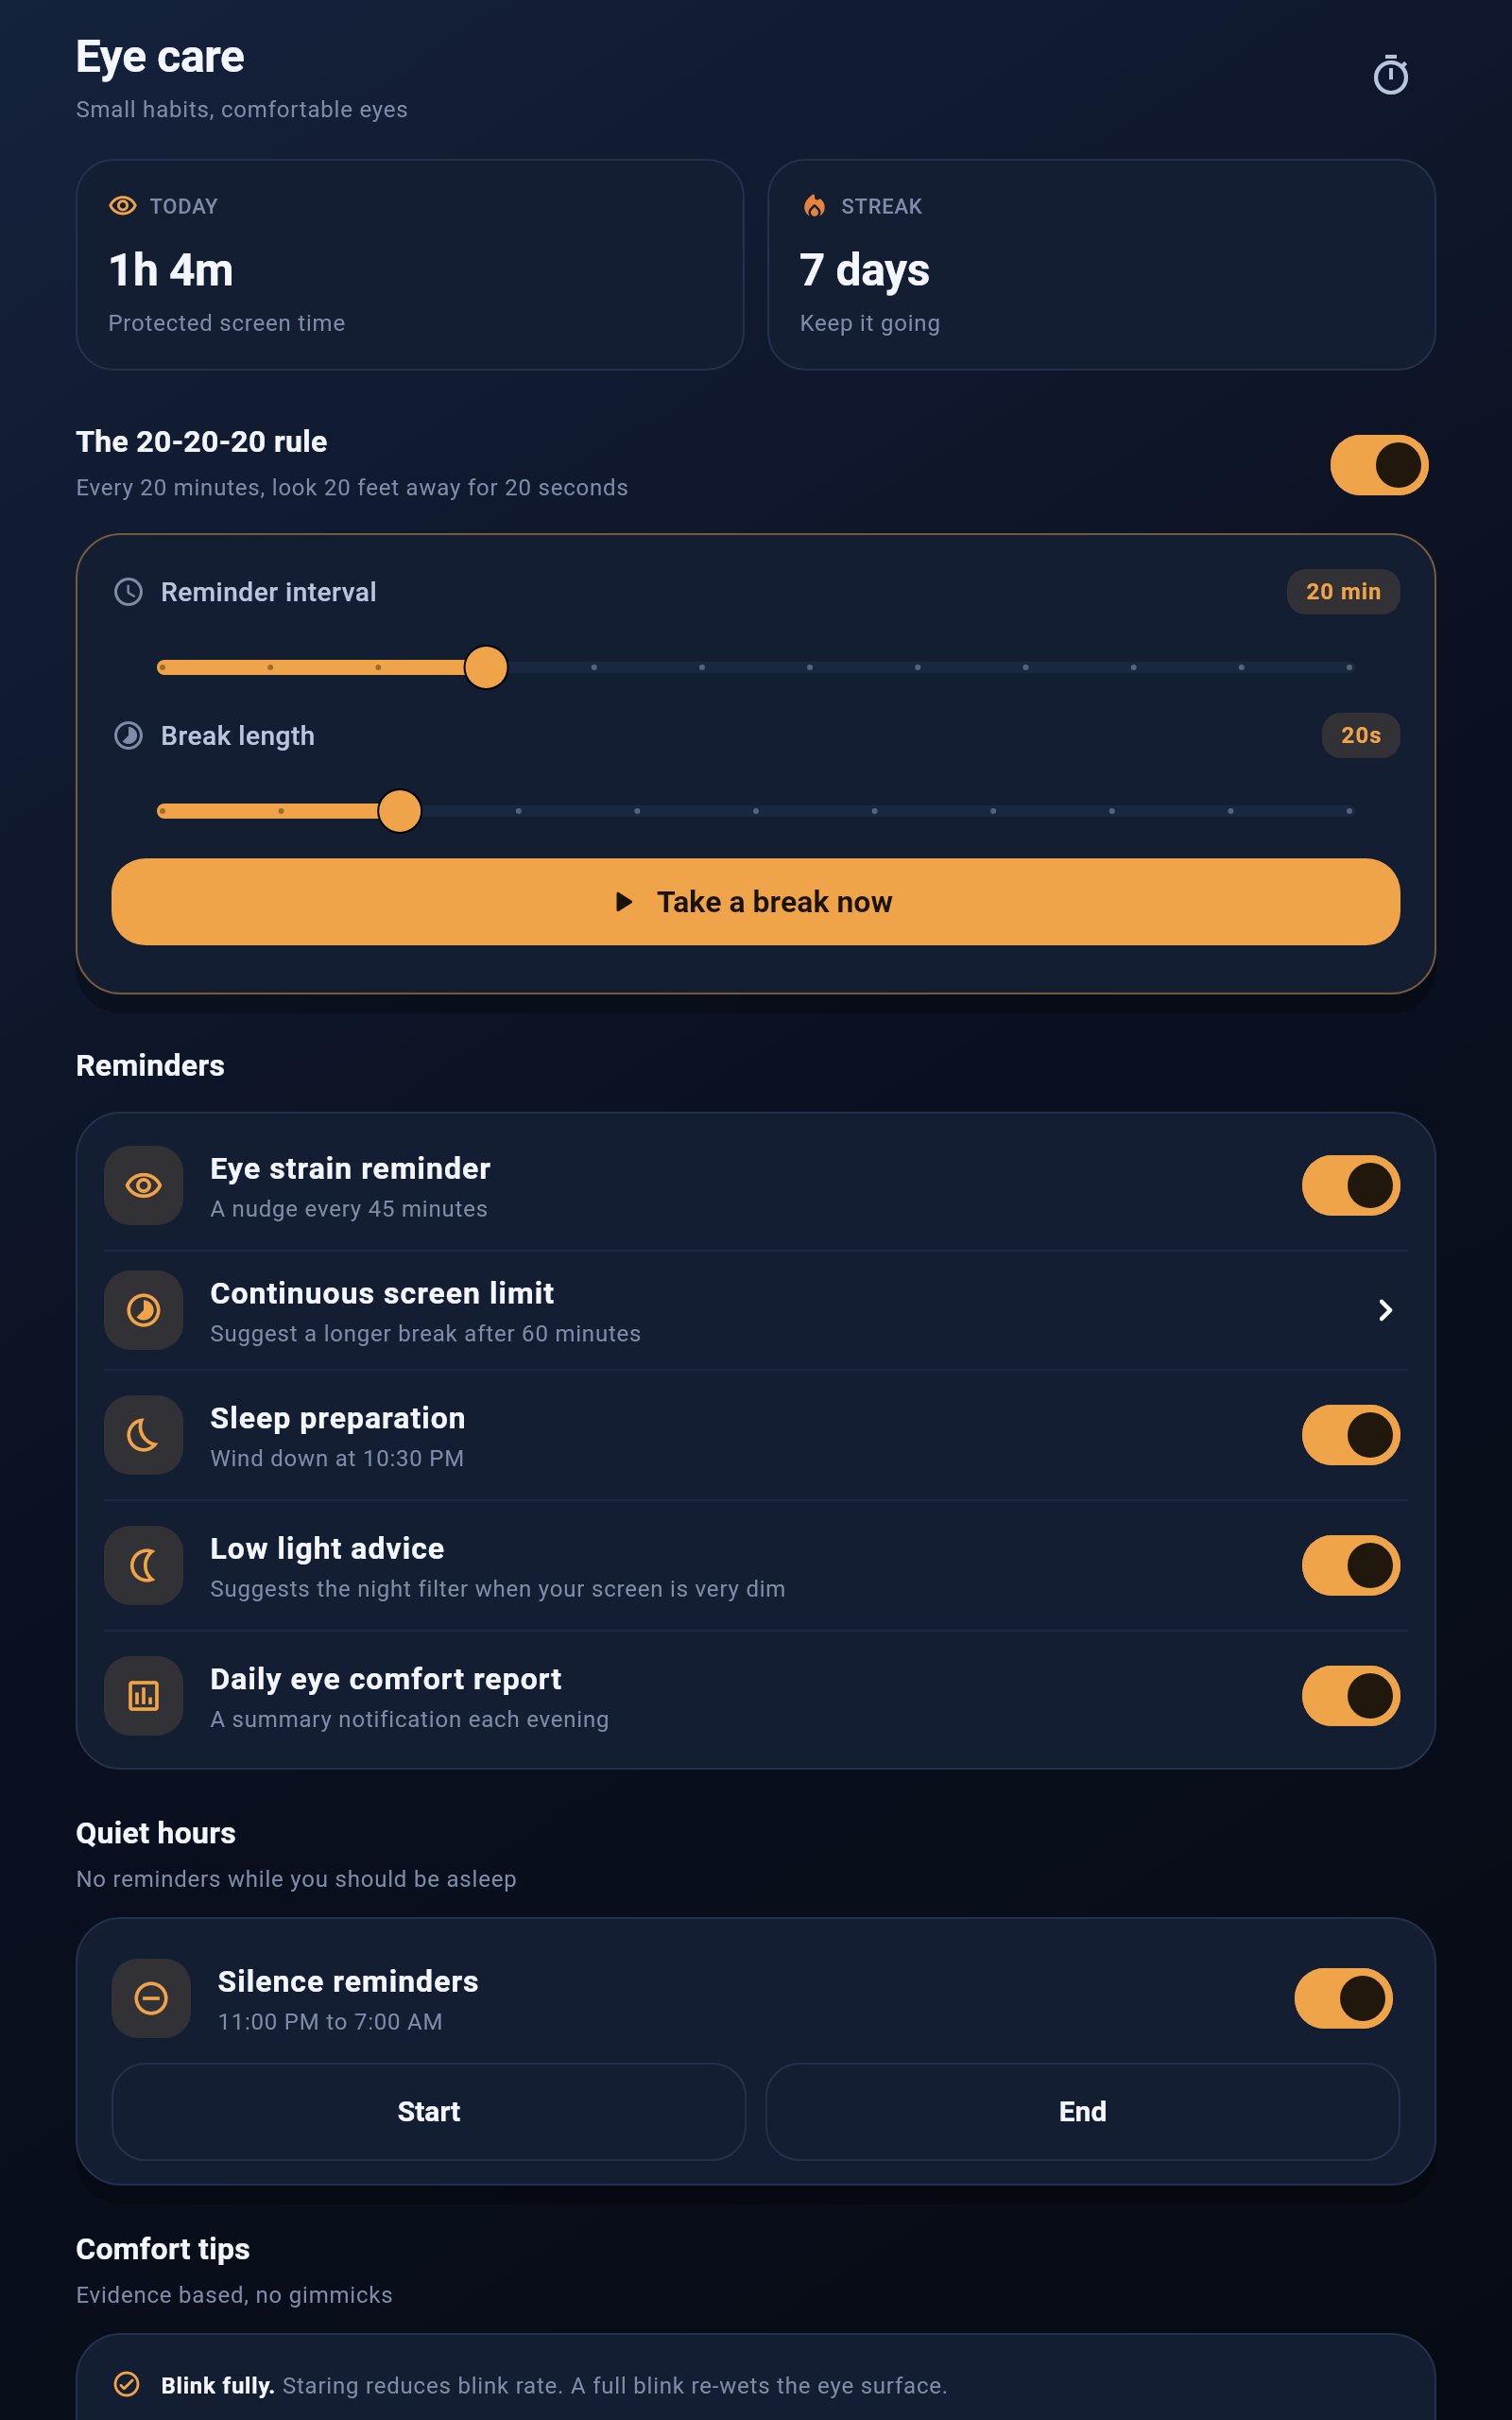 Eye care
Small habits, comfortable eyes
TODAY
1h 4m
Protected screen time
STREAK
7 days
Keep it going
The 20-20-20 rule
Every 20 minutes, look 20 feet away for 20 seconds
Reminder interval
20 min
Break length
20s
Take a break now
Reminders
Eye strain reminder
A nudge every 45 minutes
Continuous screen limit
Suggest a longer break after 60 minutes
Sleep preparation
Wind down at 10:30 PM
Low light advice
Suggests the night filter when your screen is very dim
Daily eye comfort report
A summary notification each evening
Quiet hours
No reminders while you should be asleep
Silence reminders
11:00 PM to 7:00 AM
Start
End
Comfort tips
Evidence based, no gimmicks
Blink fully. Staring reduces blink rate. A full blink re-wets the eye surface.